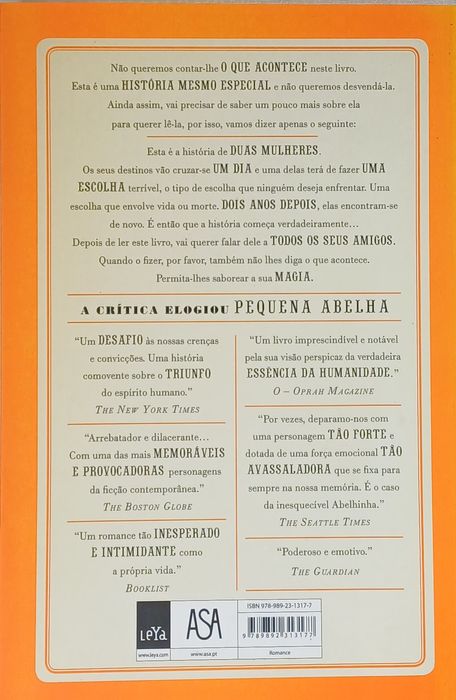 Não queremos contar-lhe O QUE ACONTECE neste livro.
Esta é uma HISTÓRIA MESMO ESPECIAL e não queremos desvendá-la.
Ainda assim, vai precisar de saber um pouco mais sobre ela
para querer lê-la, por isso, vamos dizer apenas o seguinte:
Esta é a história de DUAS MULHERES.
Os seus destinos vão cruzar-se UM DIA e uma delas terá de fazer UMA
ESCOLHA terrível, o tipo de escolha que ninguém deseja enfrentar. Uma
escolha que envolve vida ou morte. DOIS ANOS DEPOIS, elas encontram-se
de novo. É então que a história começa verdadeiramente...
Depois de ler este livro, vai querer falar dele a TODOS OS SEUS AMIGOS.
Quando o fizer, por favor, também não lhes diga o que acontece.
Permita-lhes saborear a sua MAGIA.
A CRÍTICA ELOGIOU PEQUENA ABELHA
"Um DESAFIO às nossas crenças
e convicções. Uma história
comovente sobre o TRIUNFO
do espírito humano."
THE NEW YORK TIMES
"Arrebatador e dilacerante...
Com uma das mais MEMORÁVEIS
E PROVOCADORAS personagens
da ficção contemporânea."
THE BOSTON GLOBE
"Um romance tão INESPERADO
E INTIMIDANTE como
a própria vida."
BOOKLIST
"Um livro imprescindível e notável
pela sua visão perspicaz da verdadeira
ESSÊNCIA DA HUMANIDADE."
O – OPRAH MAGAZINE
"Por vezes, deparamo-nos com
uma personagem TÃO FORTE e
dotada de uma força emocional TÃO
AVASSALADORA que se fixa para
sempre na nossa memória. É o caso
da inesquecível Abelhinha."
THE SEATTLE TIMES
"Poderoso e emotivo."
THE GUARDIAN
LeYa
www.leya.com
ASA
www.asa.pt
ISBN 978-989-23-1317-7
9 789892 313177
Romance